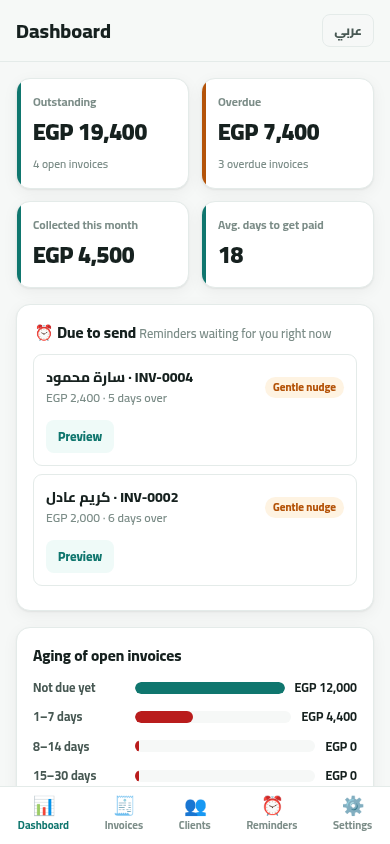 Dashboard
عربي
Outstanding
EGP 19,400
4 open invoices
Overdue
EGP 7,400
3 overdue invoices
Collected this month
EGP 4,500
Avg. days to get paid
18
⏰ Due to send Reminders waiting for you right now
سارة محمود · INV-0004
EGP 2,400 · 5 days over
Gentle nudge
Preview
كريم عادل · INV-0002
EGP 2,000 · 6 days over
Gentle nudge
Preview
Aging of open invoices
Not due yet EGP 12,000
1–7 days EGP 4,400
8–14 days EGP 0
15–30 days EGP 0
Dashboard Invoices Clients Reminders Settings